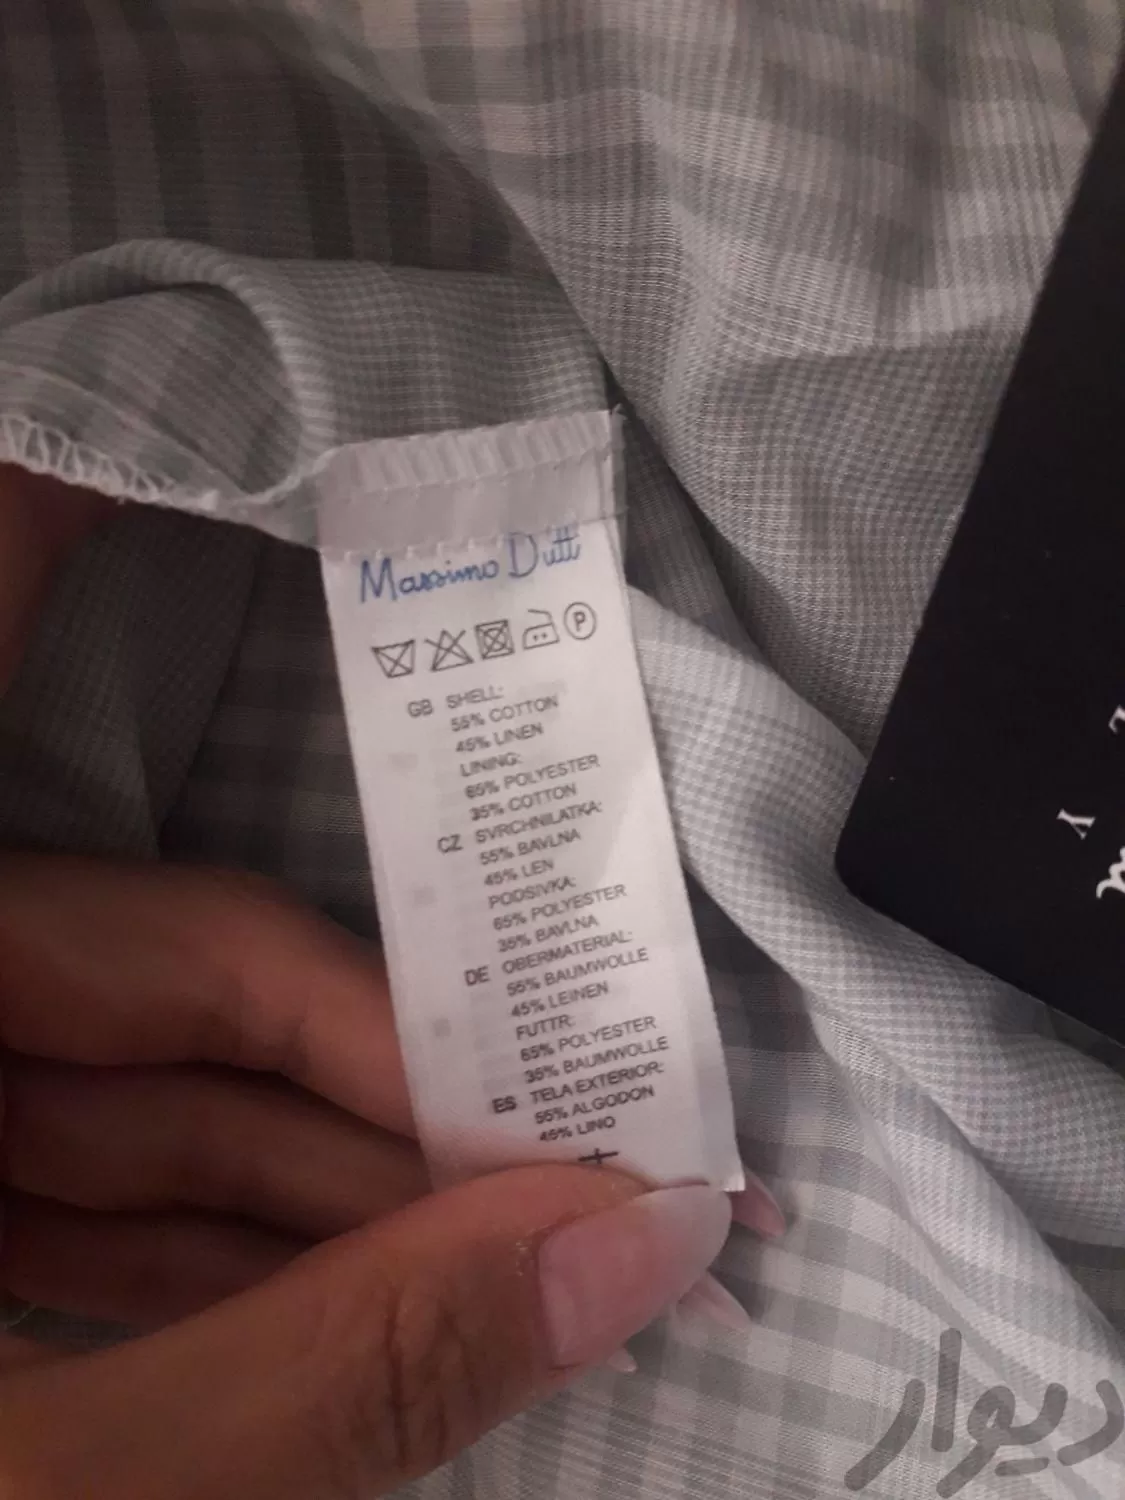 Massimo Dutti
P
GB SHELL:
55% COTTON
45% LINEN
LINING:
65% POLYESTER
35% COTTON
CZ SVRCHNILATKA:
55% BAVLNA
45% LEN
PODSIVKA:
65% POLYESTER
35% BAVLNA
DE OBERMATERIAL:
55% BAUMWOLLE
45% LEINEN
FUTTR:
65% POLYESTER
35% BAUMWOLLE
ES TELA EXTERIOR:
55% ALGODON
45% LINO
L
Y
دیوار